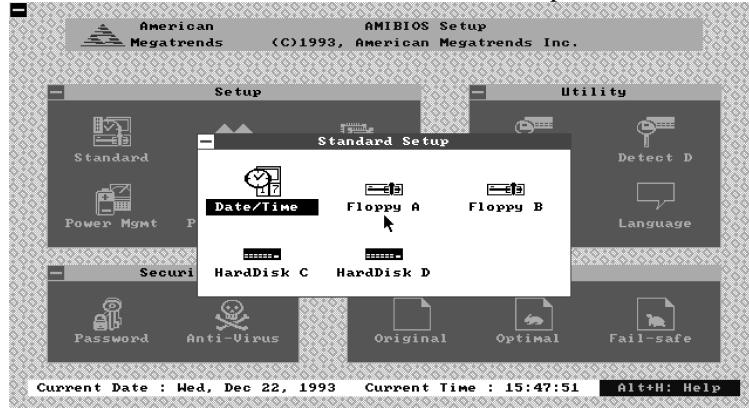 American
Megatrends
AMIBIOS Setup
(C)1993, American Megatrends Inc.
Setup
Utility
Standard
Standard Setup
Detect D
Date/Time
Floppy A
Floppy B
Power Mgmt
P
Language
HardDisk C
HardDisk D
Securi
Password
Anti-Virus
Original
Optimal
Fail-safe
Current Date : Wed, Dec 22, 1993
Current Time : 15:47:51
Alt+H: Help